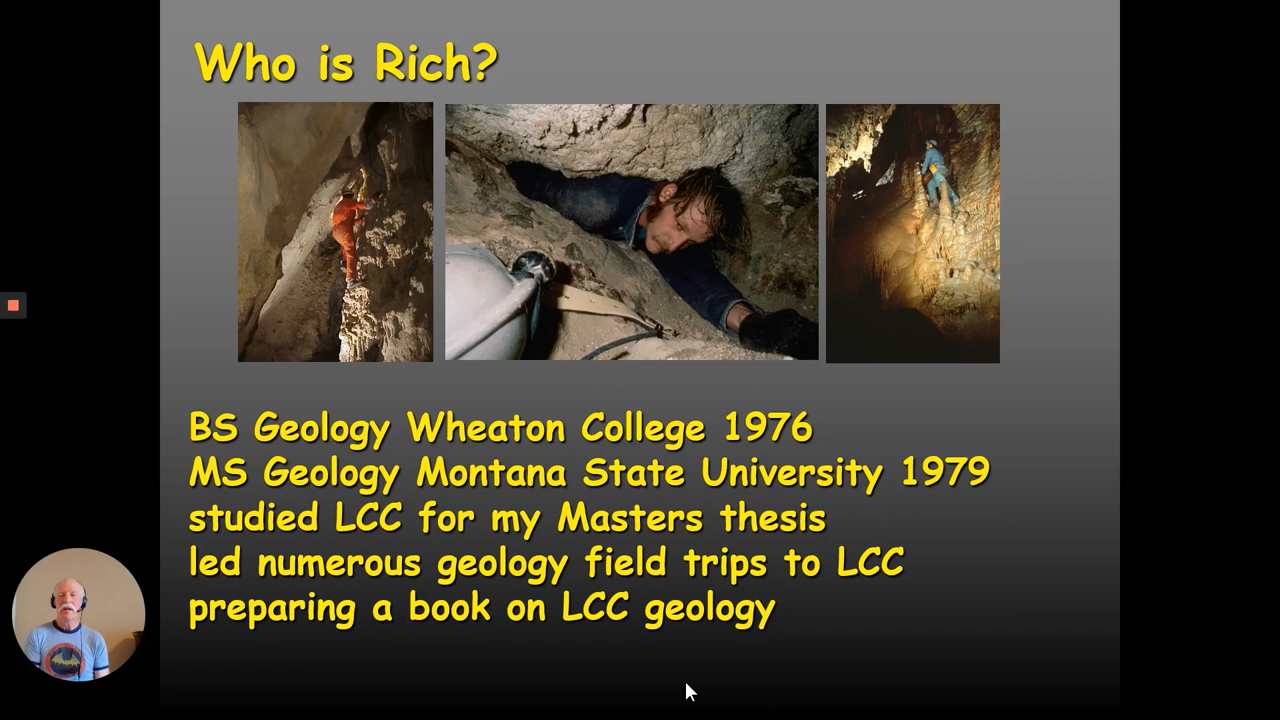 Who is Rich?
BS Geology Wheaton College 1976
MS Geology Montana State University 1979
studied LCC for my Masters thesis
led numerous geology field trips to LCC
preparing a book on LCC geology